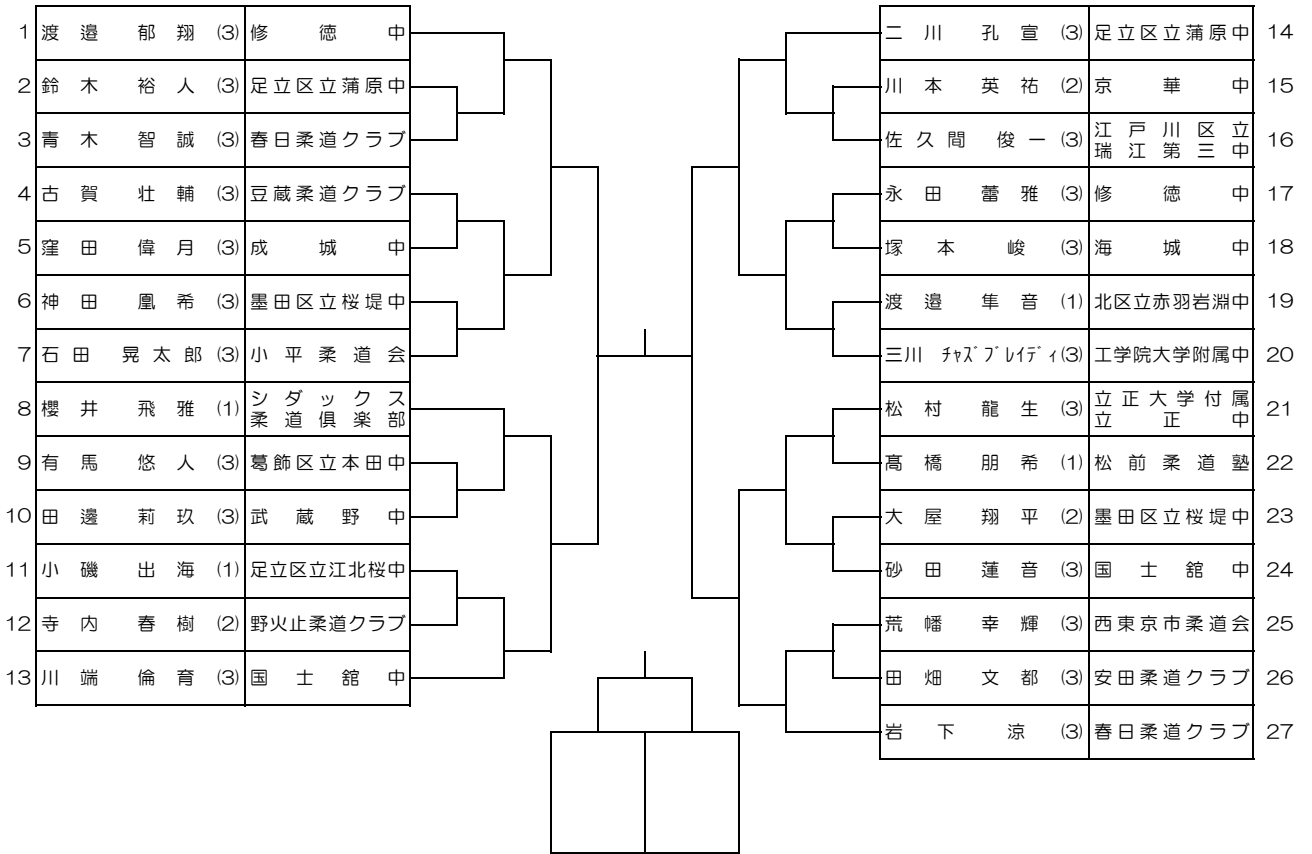 1 渡邉 郁翔 (3) 修徳中
2 鈴木 裕人 (3) 足立区立蒲原中
3 青木 智誠 (3) 春日柔道クラブ
4 古賀 壮輔 (3) 豆蔵柔道クラブ
5 窪田 偉月 (3) 成城中
6 神田 凰希 (3) 墨田区立桜堤中
7 石田 晃太郎 (3) 小平柔道会
8 櫻井 飛雅 (1) シダックス
柔道倶楽部
9 有馬 悠人 (3) 葛飾区立本田中
10 田邊 莉玖 (3) 武蔵野中
11 小磯 出海 (1) 足立区立江北桜中
12 寺内 春樹 (2) 野火止柔道クラブ
13 川端 倫育 (3) 国士舘中
二川 孔宣 (3) 足立区立蒲原中 14
川本 英祐 (2) 京華中 15
佐久間 俊一 (3) 江戸川区立
瑞江第三中 16
永田 蕾雅 (3) 修徳中 17
塚本 峻 (3) 海城中 18
渡邉 隼音 (1) 北区立赤羽岩淵中 19
三川 ﾁｬｽﾞﾌﾞﾚｲﾃﾞｨ (3) 工学院大学附属中 20
松村 龍生 (3) 立正大学付属
立正中 21
髙橋 朋希 (1) 松前柔道塾 22
大屋 翔平 (2) 墨田区立桜堤中 23
砂田 蓮音 (3) 国士舘中 24
荒幡 幸輝 (3) 西東京市柔道会 25
田畑 文都 (3) 安田柔道クラブ 26
岩下 涼 (3) 春日柔道クラブ 27